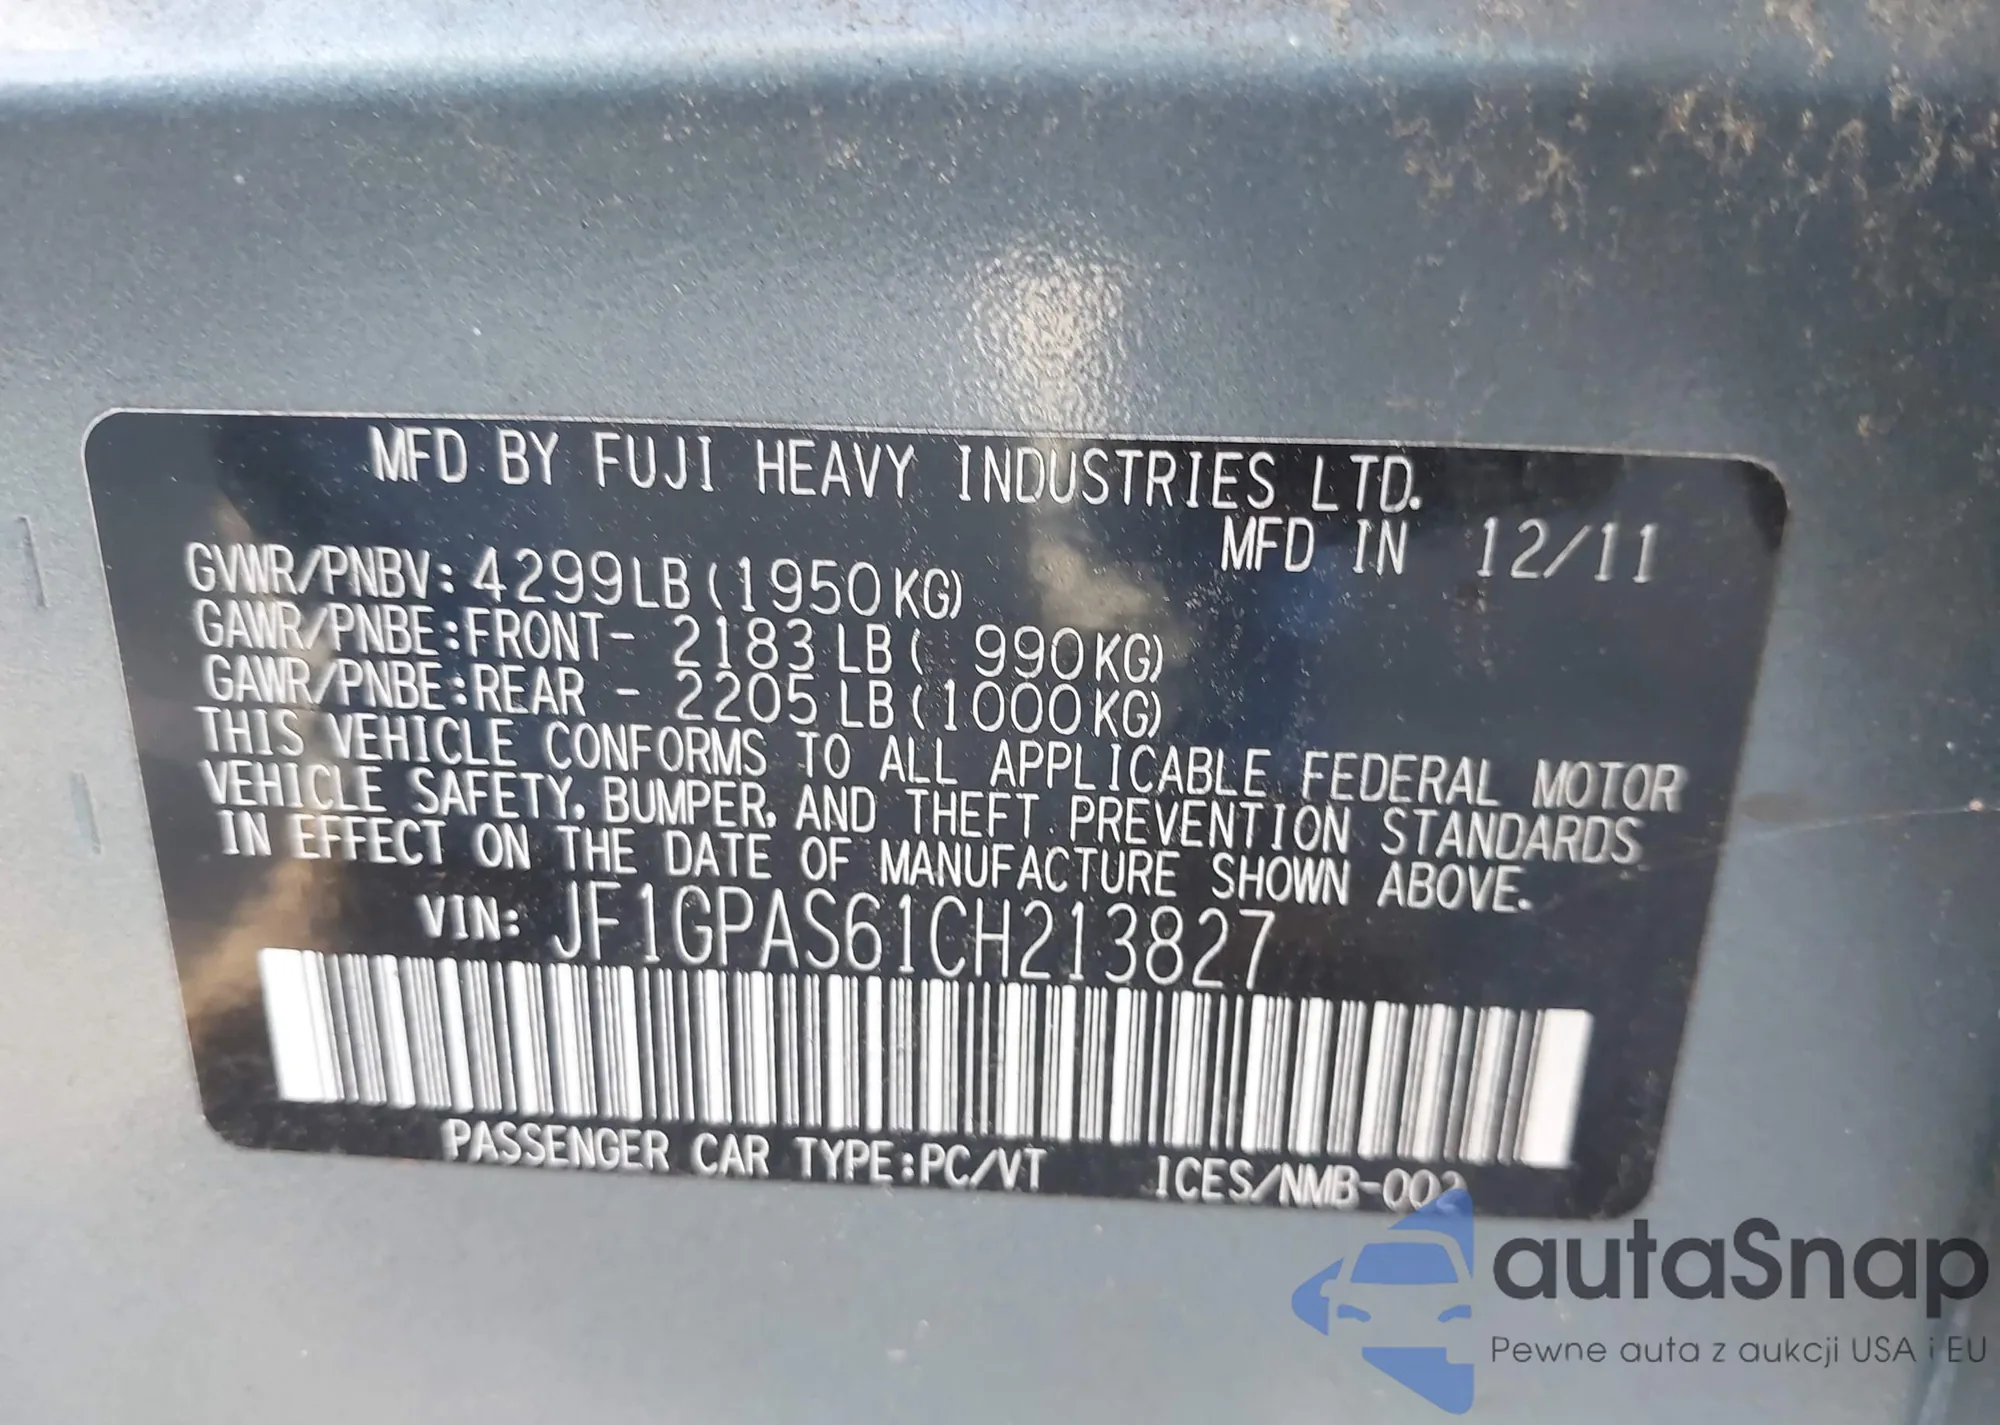 MFD BY FUJI HEAVY INDUSTRIES LTD.
MFD IN 12/11
GVWR/PNBV: 4299LB (1950KG)
GAWR/PNBE:FRONT- 2183 LB ( 990KG)
GAWR/PNBE:REAR - 2205 LB (1000KG)
THIS VEHICLE CONFORMS TO ALL APPLICABLE FEDERAL MOTOR
VEHICLE SAFETY, BUMPER, AND THEFT PREVENTION STANDARDS
IN EFFECT ON THE DATE OF MANUFACTURE SHOWN ABOVE.
VIN: JF1GPAS61CH213827
PASSENGER CAR TYPE:PC/VT ICES/NMB-002
autaSnap
Pewne auta z aukcji USA i EU